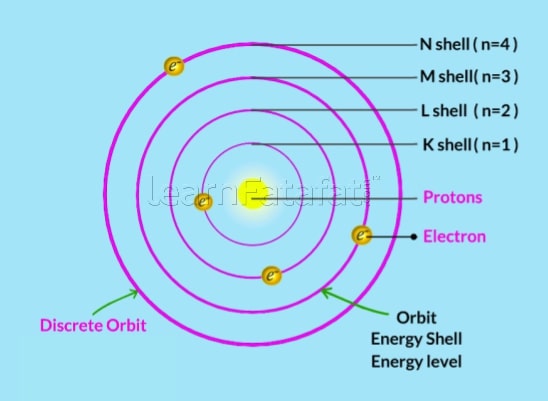 N shell ( n=4 )
M shell( n=3 )
L shell ( n=2 )
K shell( n=1 )
learnFatafat
Protons
Electron
e-
e-
e-
e-
Discrete Orbit
Orbit
Energy Shell
Energy level